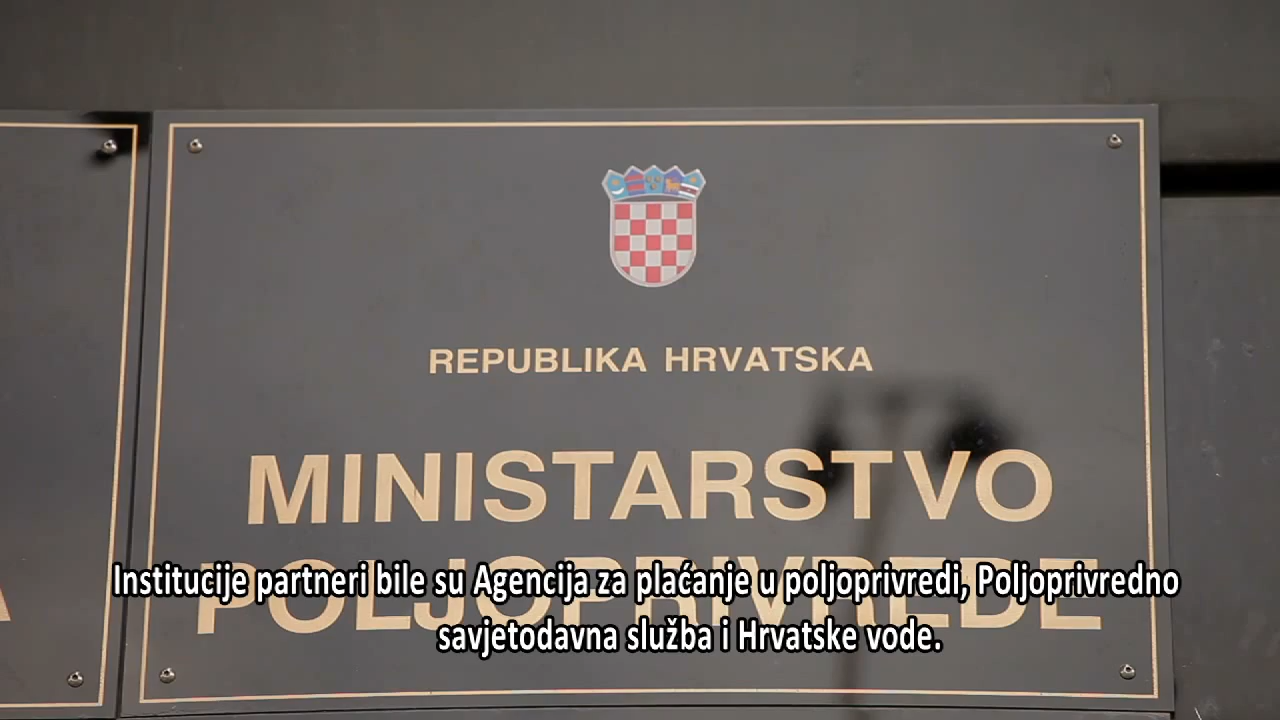 REPUBLIKA HRVATSKA
MINISTARSTVO
POLJOPRIVREDE
Institucije partneri bile su Agencija za plaćanje u poljoprivredi, Poljoprivredno
savjetodavna služba i Hrvatske vode.